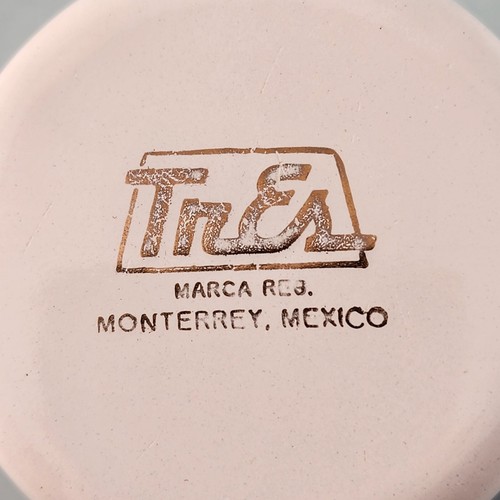 TrEs
MARCA REG.
MONTERREY, MEXICO